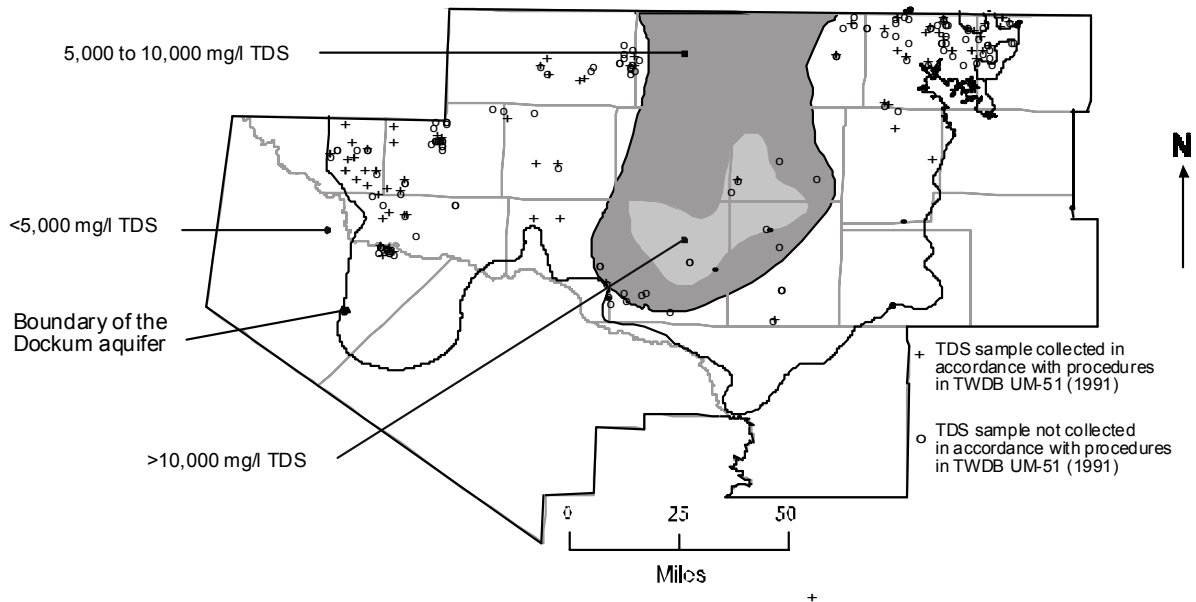 5,000 to 10,000 mg/l TDS
N
<5,000 mg/l TDS
Boundary of the
Dockum aquifer
+ TDS sample collected in
accordance with procedures
in TWDB UM-51 (1991)
>10,000 mg/l TDS
o TDS sample not collected
in accordance with procedures
in TWDB UM-51 (1991)
0 25 50
Miles